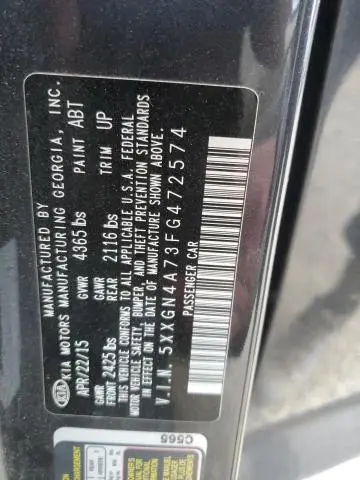 KIA
MANUFACTURED BY
KIA MOTORS MANUFACTURING GEORGIA, INC.
APR/22/15 GVWR 4365 lbs PAINT ABT
GAWR FRONT 2425 lbs GAWR REAR 2116 lbs TRIM UP
THIS VEHICLE CONFORMS TO ALL APPLICABLE U.S.A. FEDERAL
MOTOR VEHICLE SAFETY, BUMPER, AND THEFT PREVENTION STANDARDS
IN EFFECT ON THE DATE OF MANUFACTURE SHOWN ABOVE.
V.I.N. 5XXGN4A73FG472574
PASSENGER CAR
C565
REAR